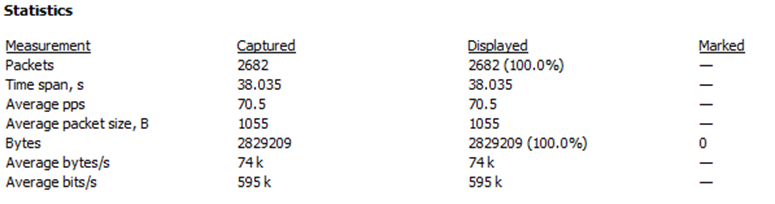 Statistics
Measurement Captured Displayed Marked
Packets 2682 2682 (100.0%) —
Time span, s 38.035 38.035 —
Average pps 70.5 70.5 —
Average packet size, B 1055 1055 —
Bytes 2829209 2829209 (100.0%) 0
Average bytes/s 74 k 74 k —
Average bits/s 595 k 595 k —